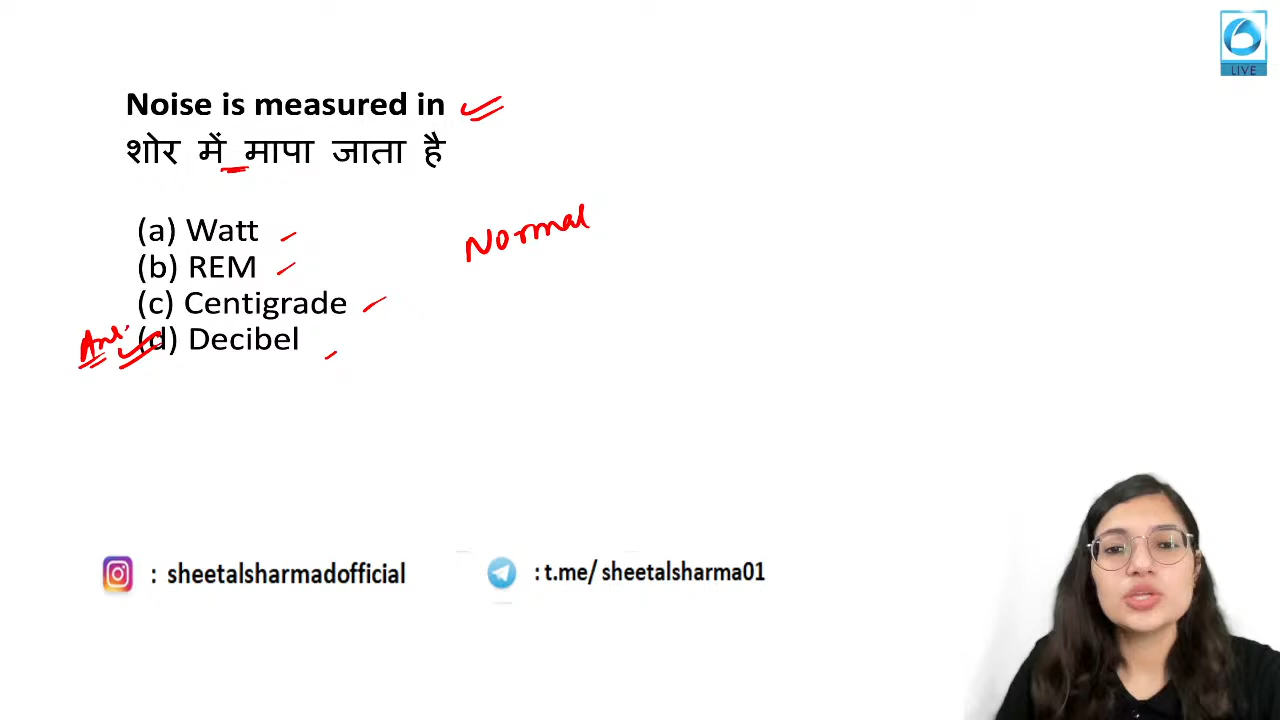 LIVE
Noise is measured in
शोर में मापा जाता है
(a) Watt
(b) REM
(c) Centigrade
(d) Decibel
Ans.
Normal
: sheetalsharmadofficial
: t.me/ sheetalsharma01